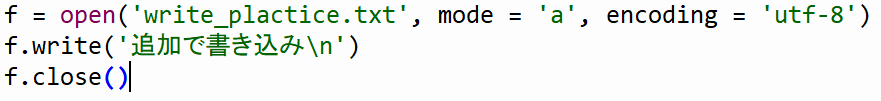 f = open('write_plactice.txt', mode = 'a', encoding = 'utf-8')
f.write('追加で書き込み\n')
f.close()